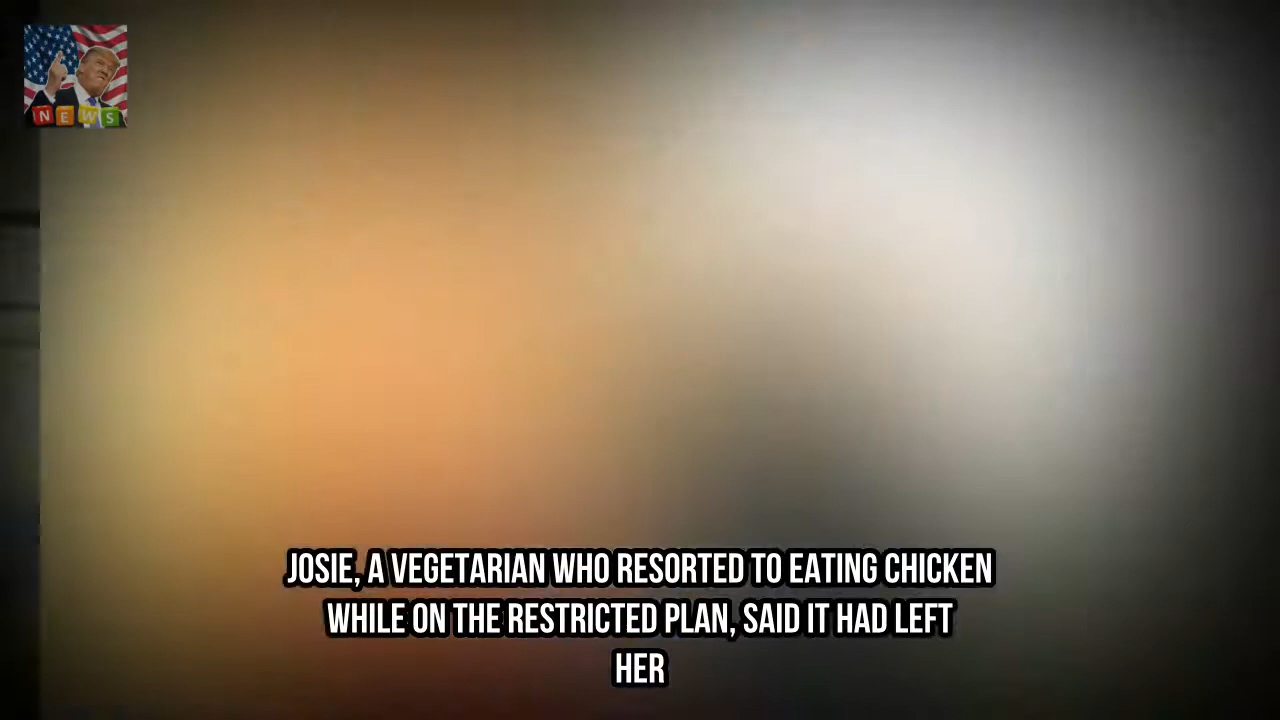 NEWS
JOSIE, A VEGETARIAN WHO RESORTED TO EATING CHICKEN
WHILE ON THE RESTRICTED PLAN, SAID IT HAD LEFT
HER